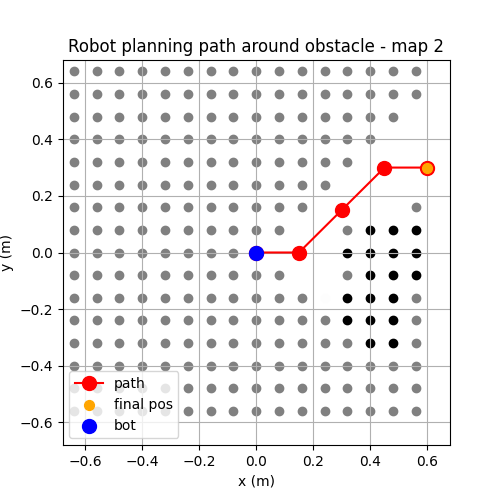 Robot planning path around obstacle - map 2
0.6
0.4
0.2
0.0
−0.2
−0.4
−0.6
y (m)
path
final pos
bot
−0.6
−0.4
−0.2
0.0
0.2
0.4
0.6
x (m)